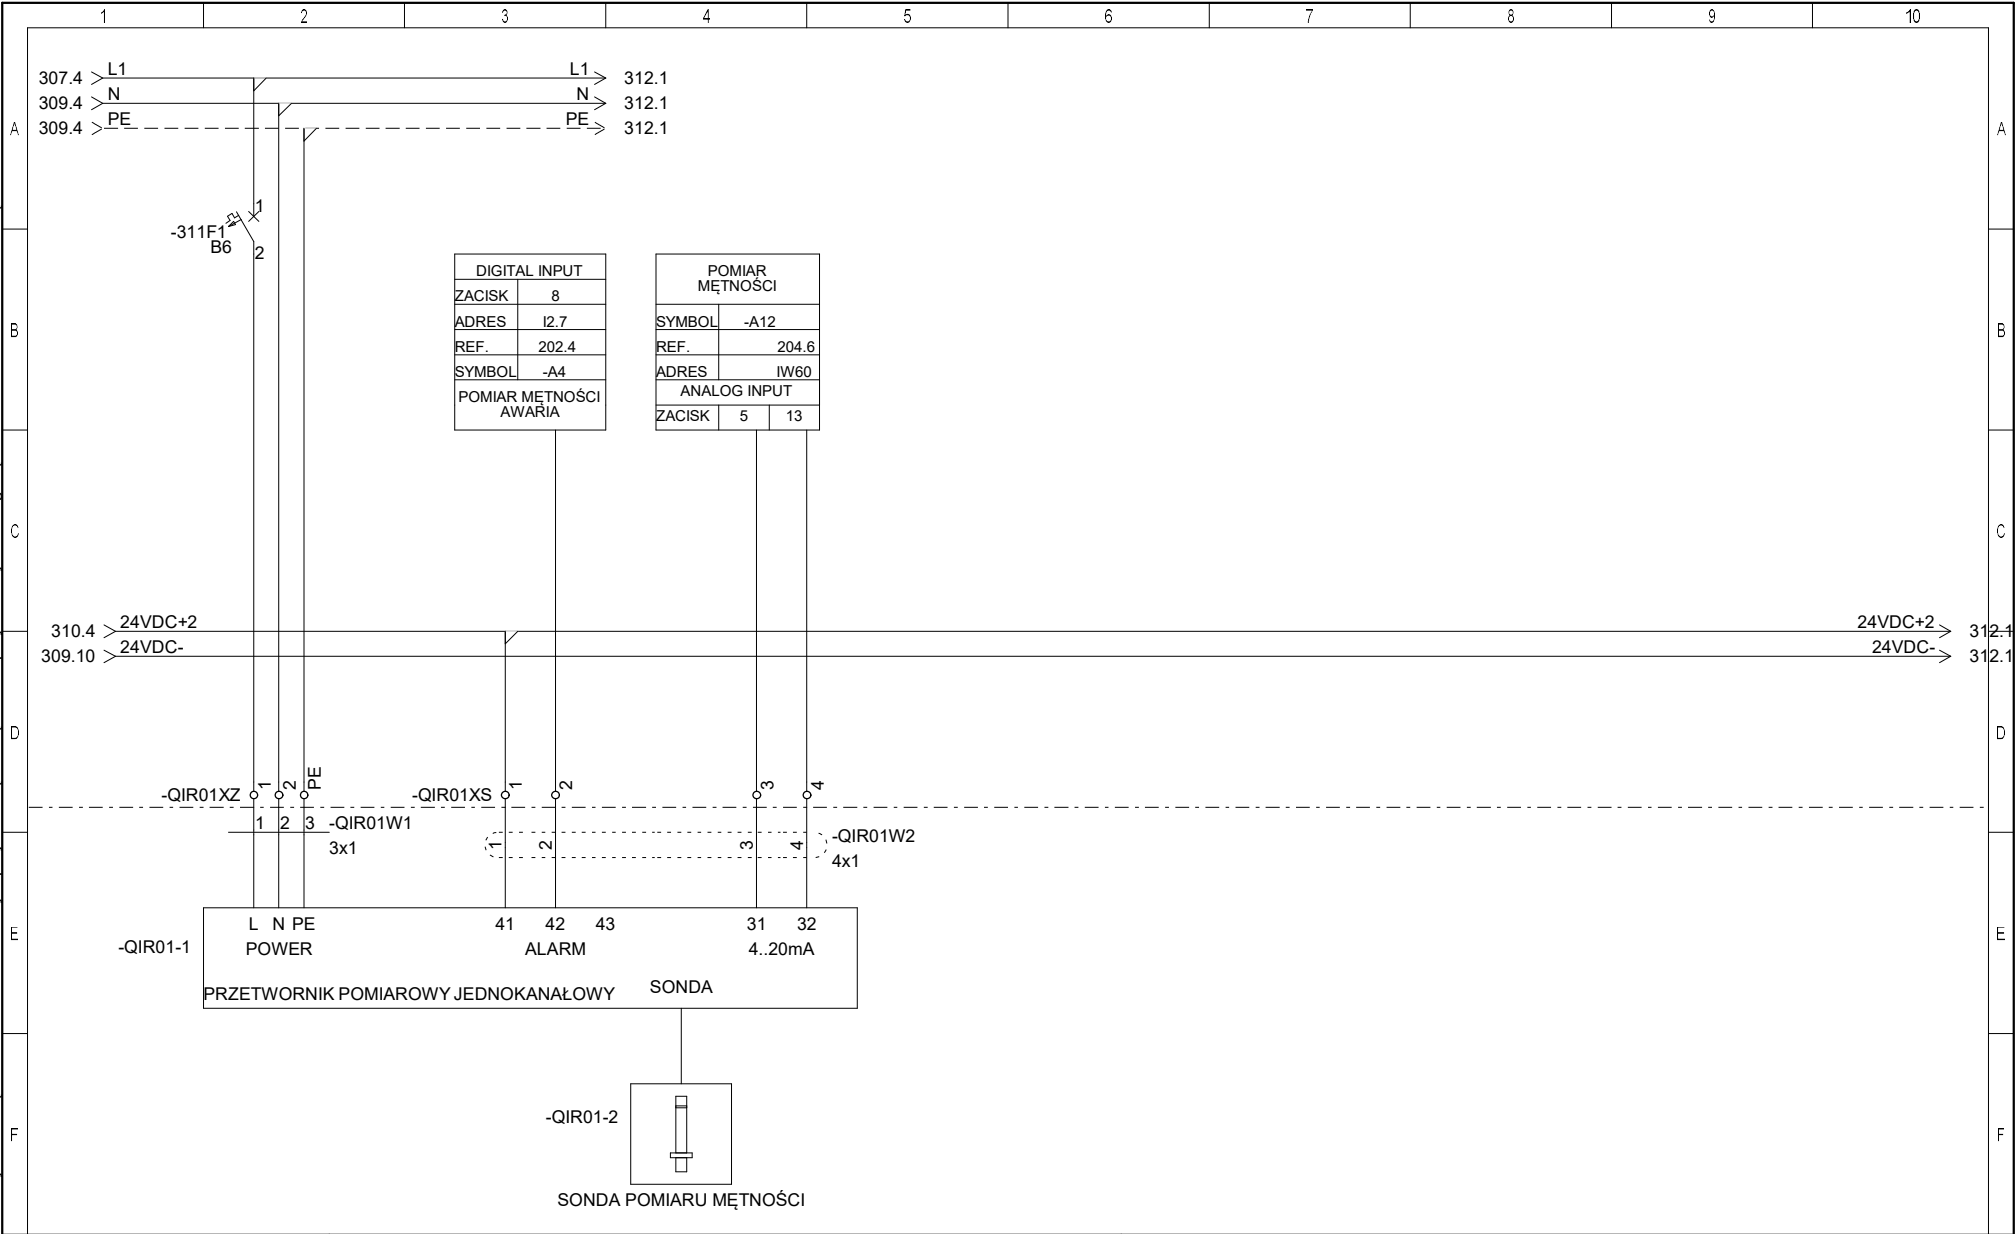 1 2 3 4 5 6 7 8 9 10
307.4 L1 L1 312.1
309.4 N N 312.1
A 309.4 PE PE 312.1 A
1
-311F1
B6 2
DIGITAL INPUT
ZACISK 8
ADRES I2.7
REF. 202.4
SYMBOL -A4
POMIAR MĘTNOŚCI
AWARIA
POMIAR
MĘTNOŚCI
SYMBOL -A12
REF. 204.6
ADRES IW60
ANALOG INPUT
ZACISK 5 13
B B
C C
310.4 24VDC+2 24VDC+2 312.1
309.10 24VDC- 24VDC- 312.1
D D
-QIR01XZ 1 2 PE -QIR01XS 1 2 3 4
1 2 3 -QIR01W1
3x1
1 2 3 4 -QIR01W2
4x1
L N PE 41 42 43 31 32
E -QIR01-1 POWER ALARM 4..20mA E
PRZETWORNIK POMIAROWY JEDNOKANAŁOWY SONDA
-QIR01-2
F F
SONDA POMIARU MĘTNOŚCI